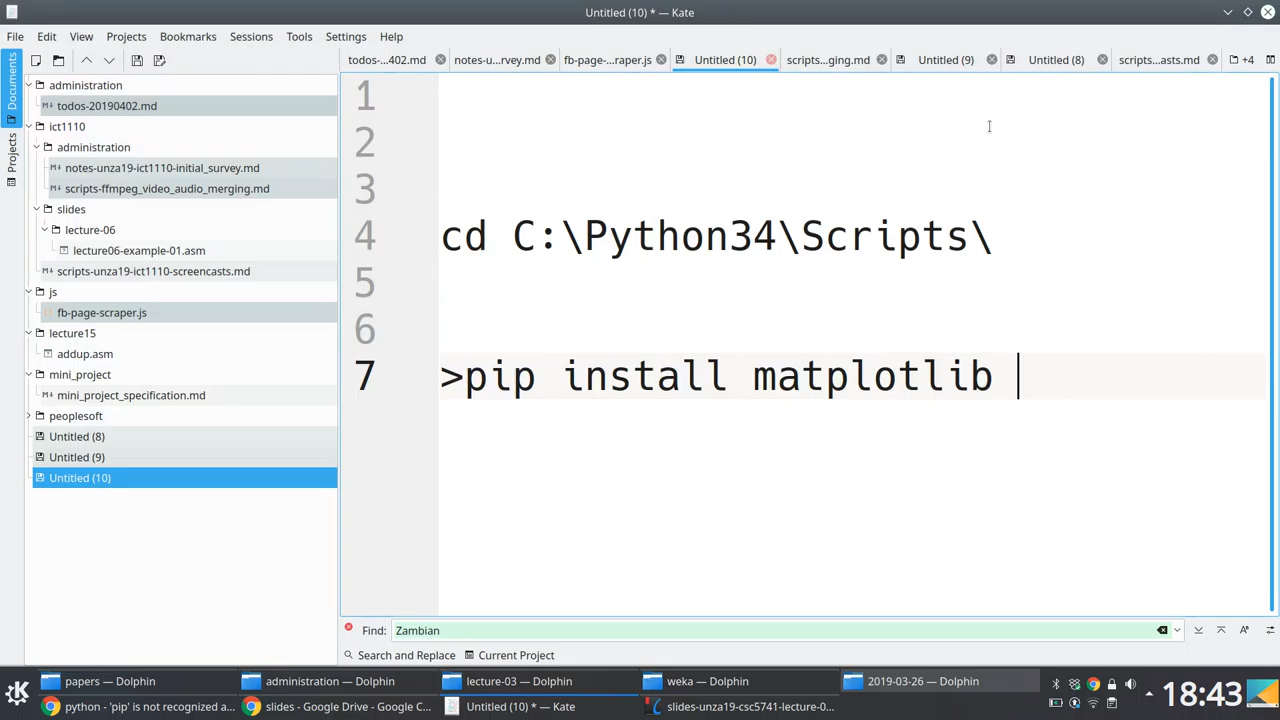 Untitled (10) * — Kate
File Edit View Projects Bookmarks Sessions Tools Settings Help
todos-...402.md notes-u...rvey.md fb-page-...raper.js Untitled (10) scripts...ging.md Untitled (9) Untitled (8) scripts...asts.md +4
Documents
Projects
administration
todos-20190402.md
ict1110
administration
notes-unza19-ict1110-initial_survey.md
scripts-ffmpeg_video_audio_merging.md
slides
lecture-06
lecture06-example-01.asm
scripts-unza19-ict1110-screencasts.md
js
fb-page-scraper.js
lecture15
addup.asm
mini_project
mini_project_specification.md
peoplesoft
Untitled (8)
Untitled (9)
Untitled (10)
1
2
3
4 cd C:\Python34\Scripts\
5
6
7 >pip install matplotlib
Find: Zambian
Search and Replace Current Project
papers — Dolphin administration — Dolphin lecture-03 — Dolphin weka — Dolphin 2019-03-26 — Dolphin
python - 'pip' is not recognized a... slides - Google Drive - Google C... Untitled (10) * — Kate slides-unza19-csc5741-lecture-0...
18:43